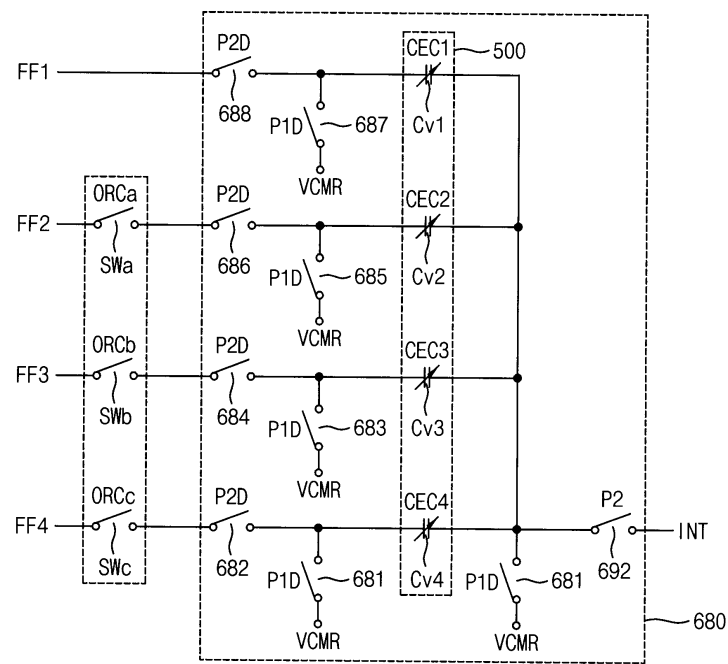 P2D
CEC1
500
FF1
688
P1D
687
Cv1
VCMR
ORCa
P2D
CEC2
FF2
SWa
686
P1D
685
Cv2
VCMR
ORCb
P2D
CEC3
FF3
SWb
684
P1D
683
Cv3
VCMR
ORCc
P2D
CEC4
P2
FF4
INT
SWc
682
P1D
681
Cv4
P1D
681
692
680
VCMR
VCMR